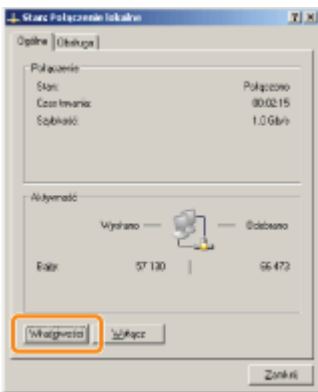 Stan: Połączenie lokalne
Ogólne Obsługa
Połączenie
Stan: Połączono
Czas trwania: 00:02:15
Szybkość: 1.0 Gb/s
Aktywność
Wysłano — — Odebrano
Bajty: 57 130 | 66 473
Właściwości Wyłącz
Zamknij